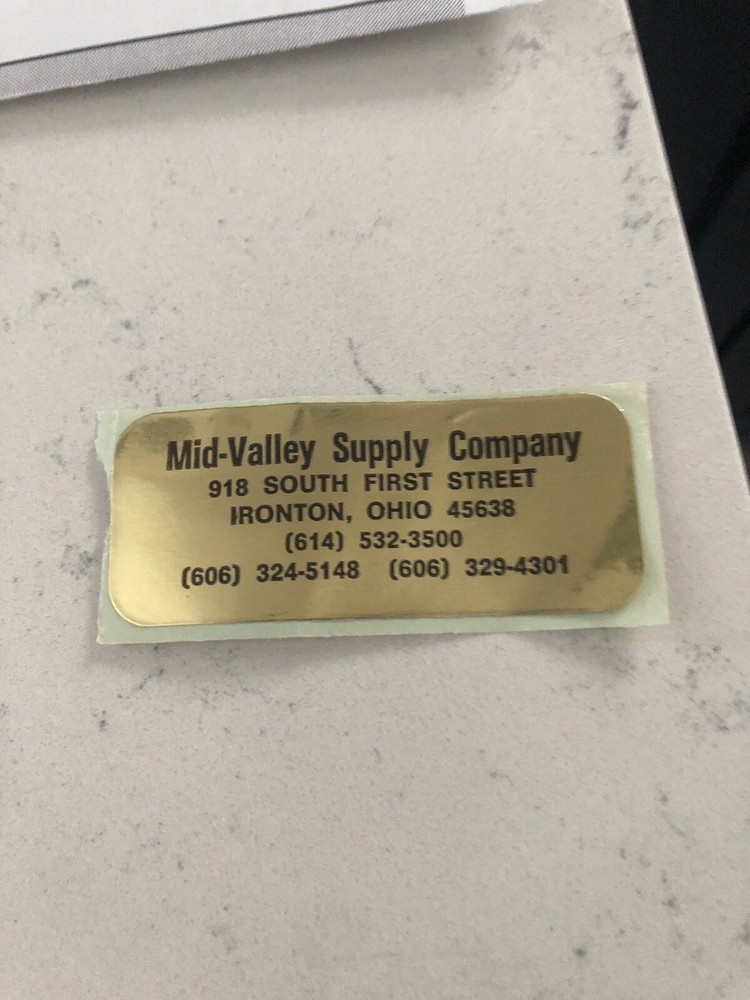 Mid-Valley Supply Company
918 SOUTH FIRST STREET
IRONTON, OHIO 45638
(614) 532-3500
(606) 324-5148 (606) 329-4301